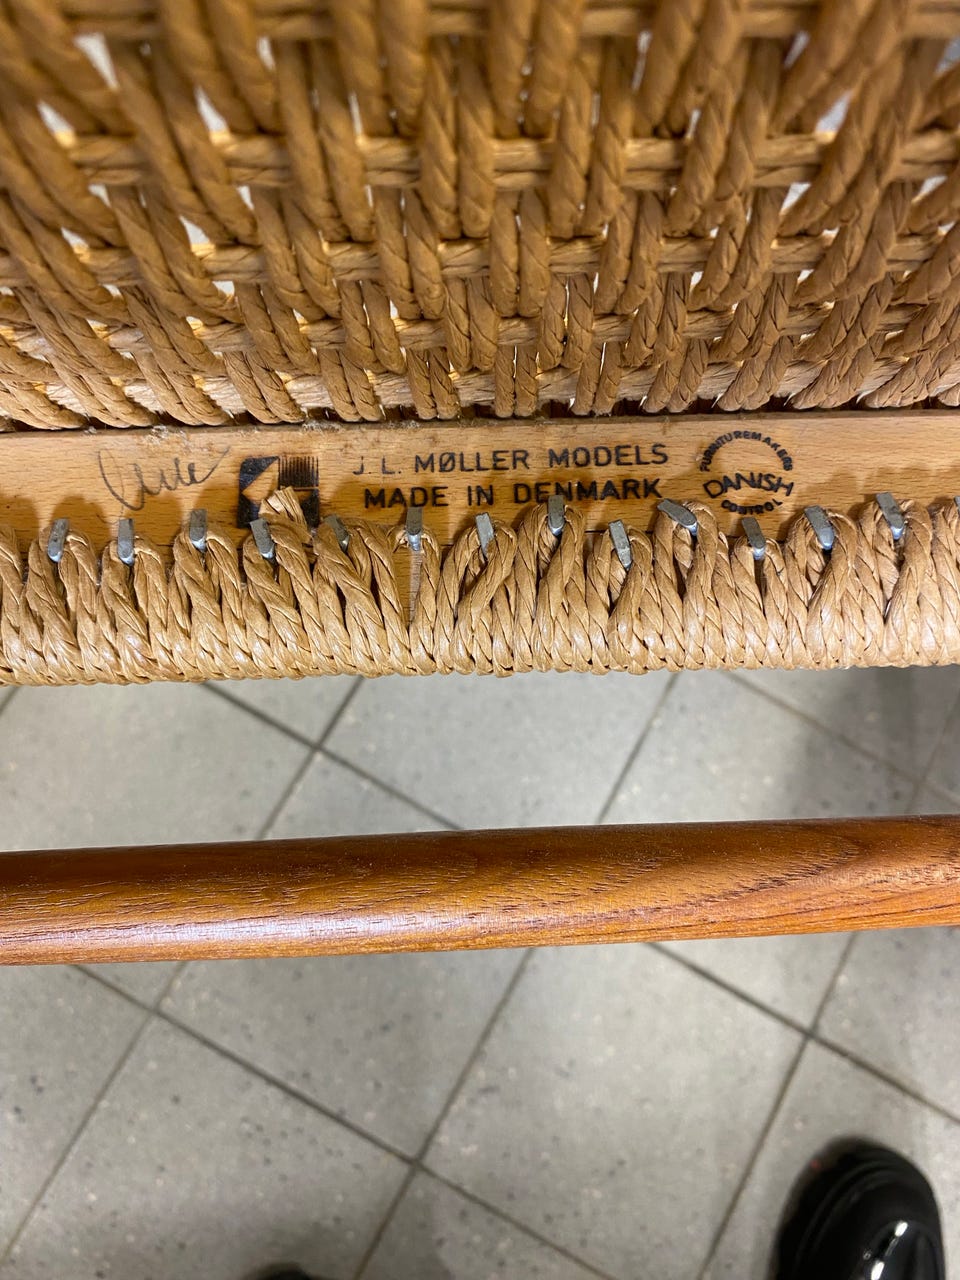 J.L. MØLLER MODELS
MADE IN DENMARK
FURNITUREMAKERS
DANISH
CONTROL